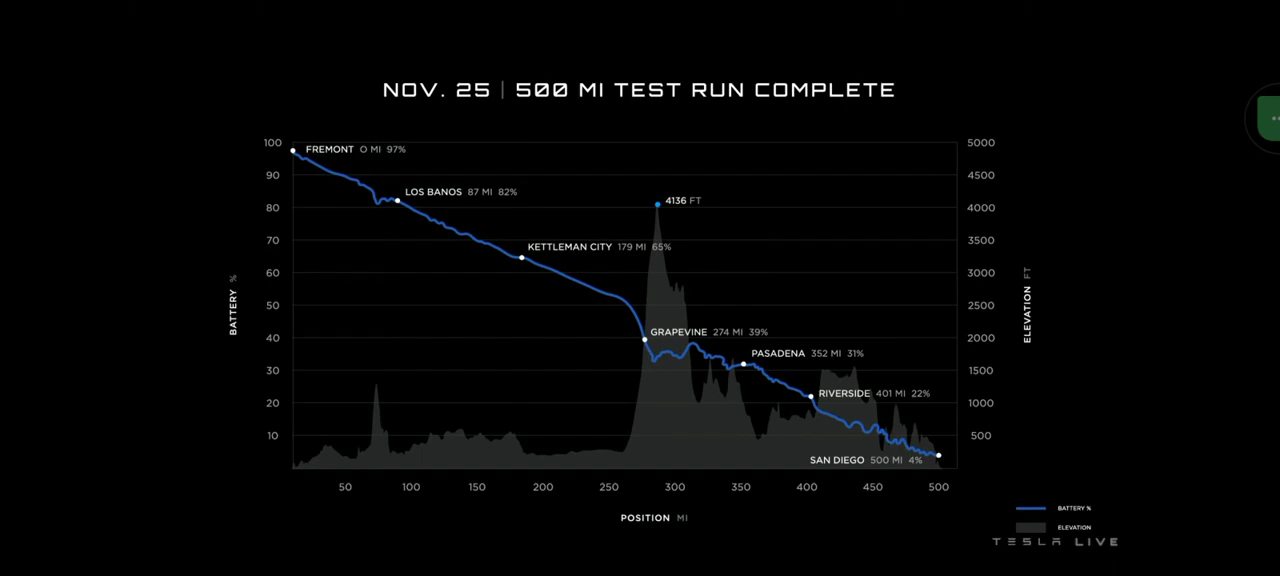 NOV. 25 | 500 MI TEST RUN COMPLETE
100
90
80
70
60
50
40
30
20
10
BATTERY %
FREMONT O MI 97%
LOS BANOS 87 MI 82%
KETTLEMAN CITY 179 MI 65%
4136 FT
GRAPEVINE 274 MI 39%
PASADENA 352 MI 31%
RIVERSIDE 401 MI 22%
SAN DIEGO 500 MI 4%
5000
4500
4000
3500
3000
2500
2000
1500
1000
500
ELEVATION FT
50 100 150 200 250 300 350 400 450 500
POSITION MI
BATTERY %
ELEVATION
TESLA LIVE